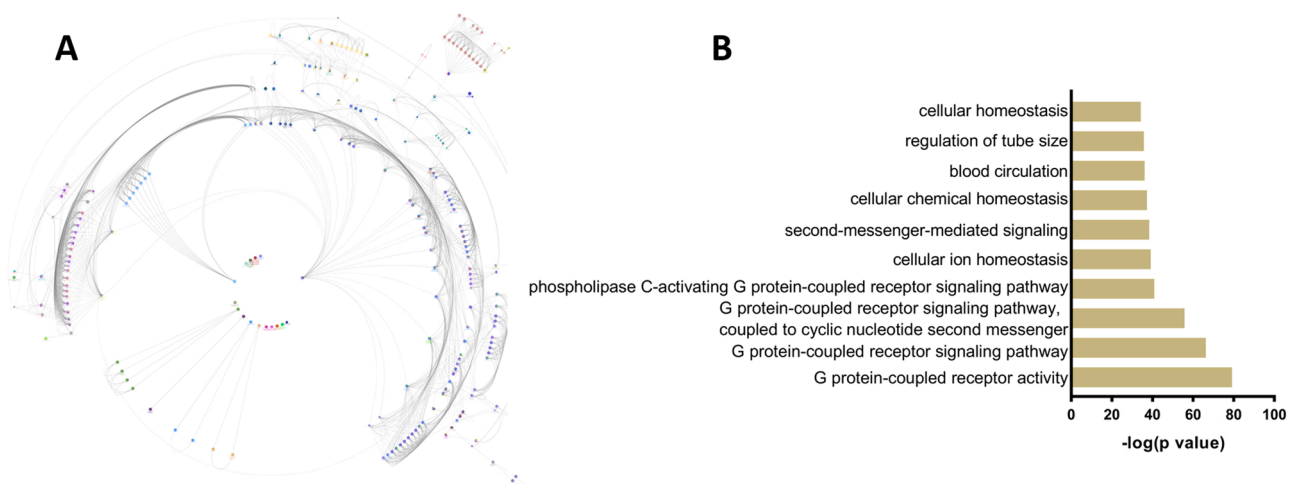 A
B
cellular homeostasis
regulation of tube size
blood circulation
cellular chemical homeostasis
second-messenger-mediated signaling
cellular ion homeostasis
phospholipase C-activating G protein-coupled receptor signaling pathway
G protein-coupled receptor signaling pathway,
coupled to cyclic nucleotide second messenger
G protein-coupled receptor signaling pathway
G protein-coupled receptor activity
0 20 40 60 80 100
-log(p value)